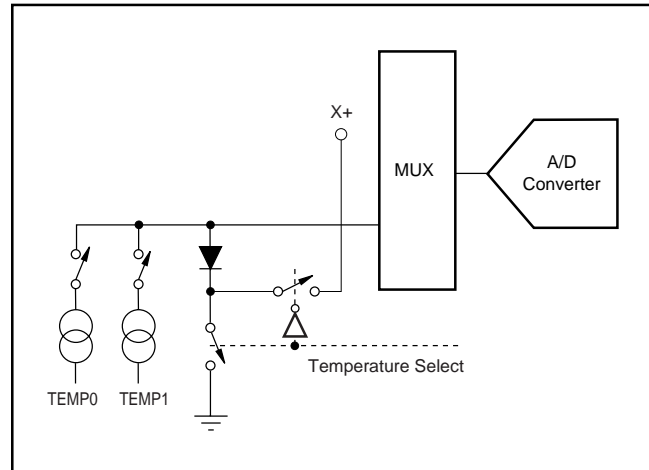 X+
MUX
A/D
Converter
Temperature Select
TEMP0 TEMP1